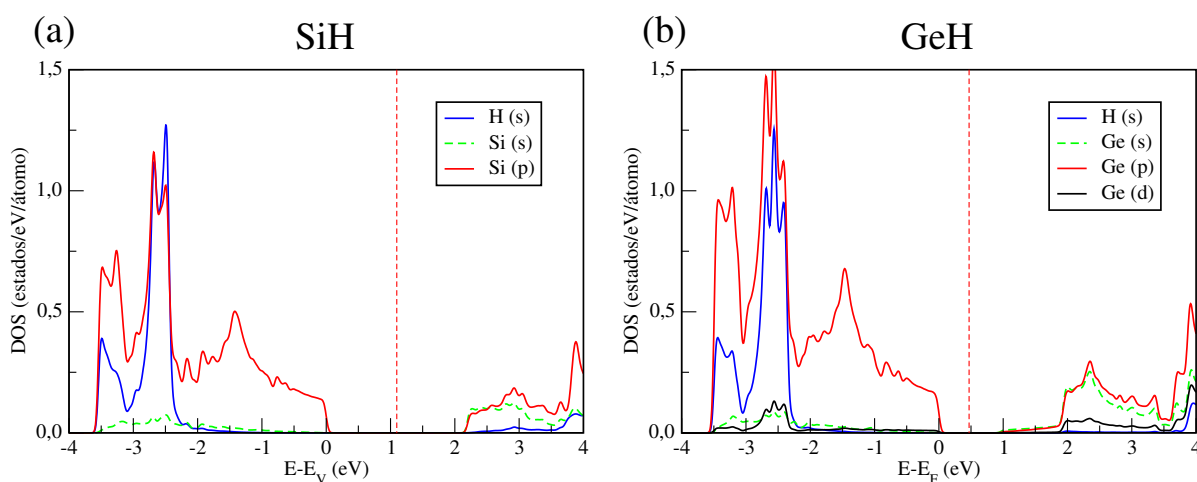 (a) SiH
1,5
1,0
0,5
0,0
DOS (estados/eV/átomo)
H (s)
Si (s)
Si (p)
-4 -3 -2 -1 0 1 2 3 4
E-E_V (eV)
(b) GeH
1,5
1,0
0,5
0,0
DOS (estados/eV/átomo)
H (s)
Ge (s)
Ge (p)
Ge (d)
-4 -3 -2 -1 0 1 2 3 4
E-E_F (eV)